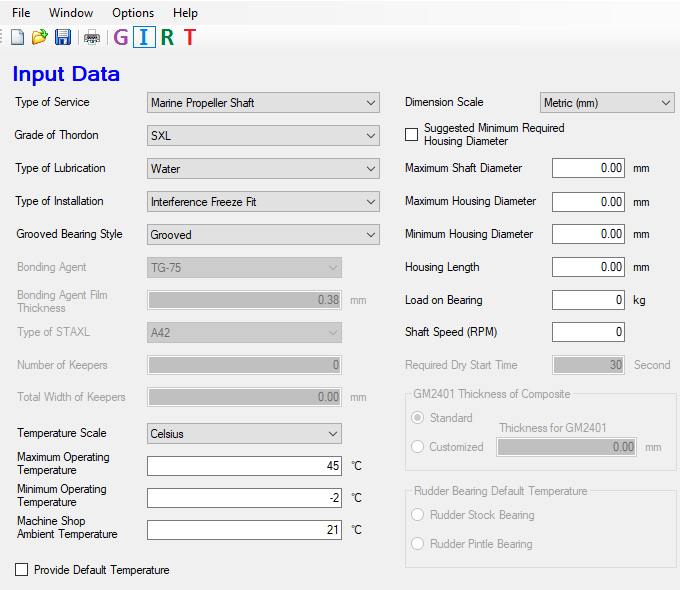 File Window Options Help
G I R T
Input Data
Type of Service Marine Propeller Shaft
Grade of Thordon SXL
Type of Lubrication Water
Type of Installation Interference Freeze Fit
Grooved Bearing Style Grooved
Bonding Agent TG-75
Bonding Agent Film
Thickness 0.38 mm
Type of STAXL A42
Number of Keepers 0
Total Width of Keepers 0.00 mm
Temperature Scale Celsius
Maximum Operating
Temperature 45 °C
Minimum Operating
Temperature -2 °C
Machine Shop
Ambient Temperature 21 °C
Provide Default Temperature
Dimension Scale Metric (mm)
Suggested Minimum Required
Housing Diameter
Maximum Shaft Diameter 0.00 mm
Maximum Housing Diameter 0.00 mm
Minimum Housing Diameter 0.00 mm
Housing Length 0.00 mm
Load on Bearing 0 kg
Shaft Speed (RPM) 0
Required Dry Start Time 30 Second
GM2401 Thickness of Composite
Standard
Thickness for GM2401
Customized 0.00 mm
Rudder Bearing Default Temperature
Rudder Stock Bearing
Rudder Pintle Bearing